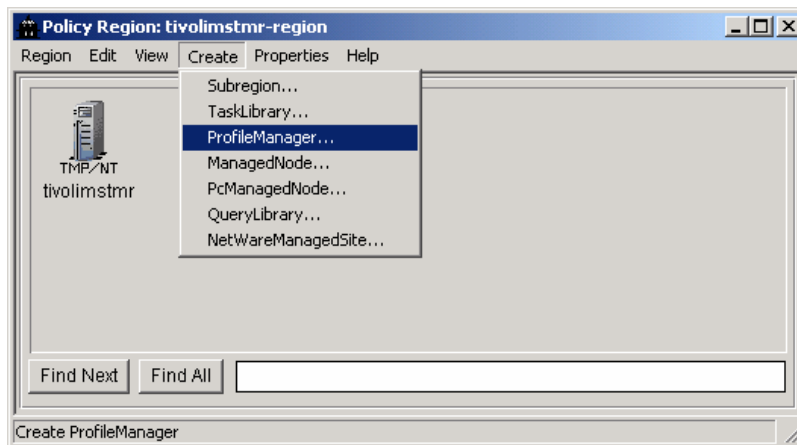 Policy Region: tivolimstmr-region
Region Edit View Create Properties Help
Subregion...
TaskLibrary...
ProfileManager...
ManagedNode...
PcManagedNode...
QueryLibrary...
NetWareManagedSite...
TMP/NT
tivolimstmr
Find Next Find All
Create ProfileManager